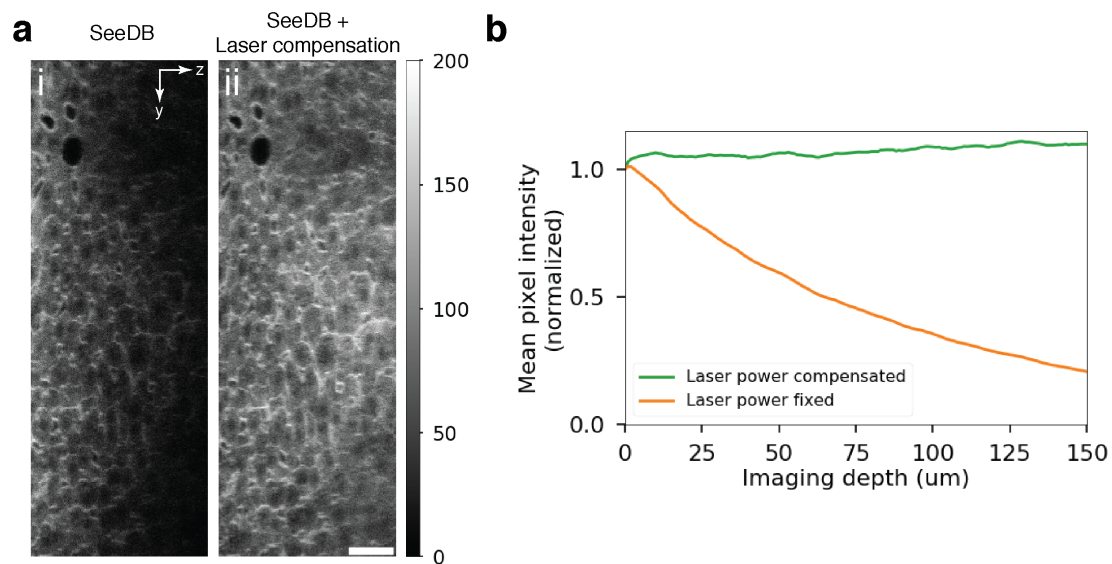 a
SeeDB
SeeDB +
Laser compensation
i
z
y
ii
200
150
100
50
0
b
Mean pixel intensity
(normalized)
1.0
0.5
0.0
Laser power compensated
Laser power fixed
0 25 50 75 100 125 150
Imaging depth (um)